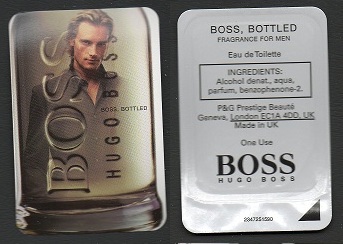 BOSS
HUGO BOSS
BOSS, BOTTLED
BOSS, BOTTLED
FRAGRANCE FOR MEN
Eau de Toilette
INGREDIENTS:
Alcohol denat., aqua,
parfum, benzophenone-2.
P&G Prestige Beauté
Geneva, London EC1A 4DD, UK
Made in UK
One Use
BOSS
HUGO BOSS
3347251590